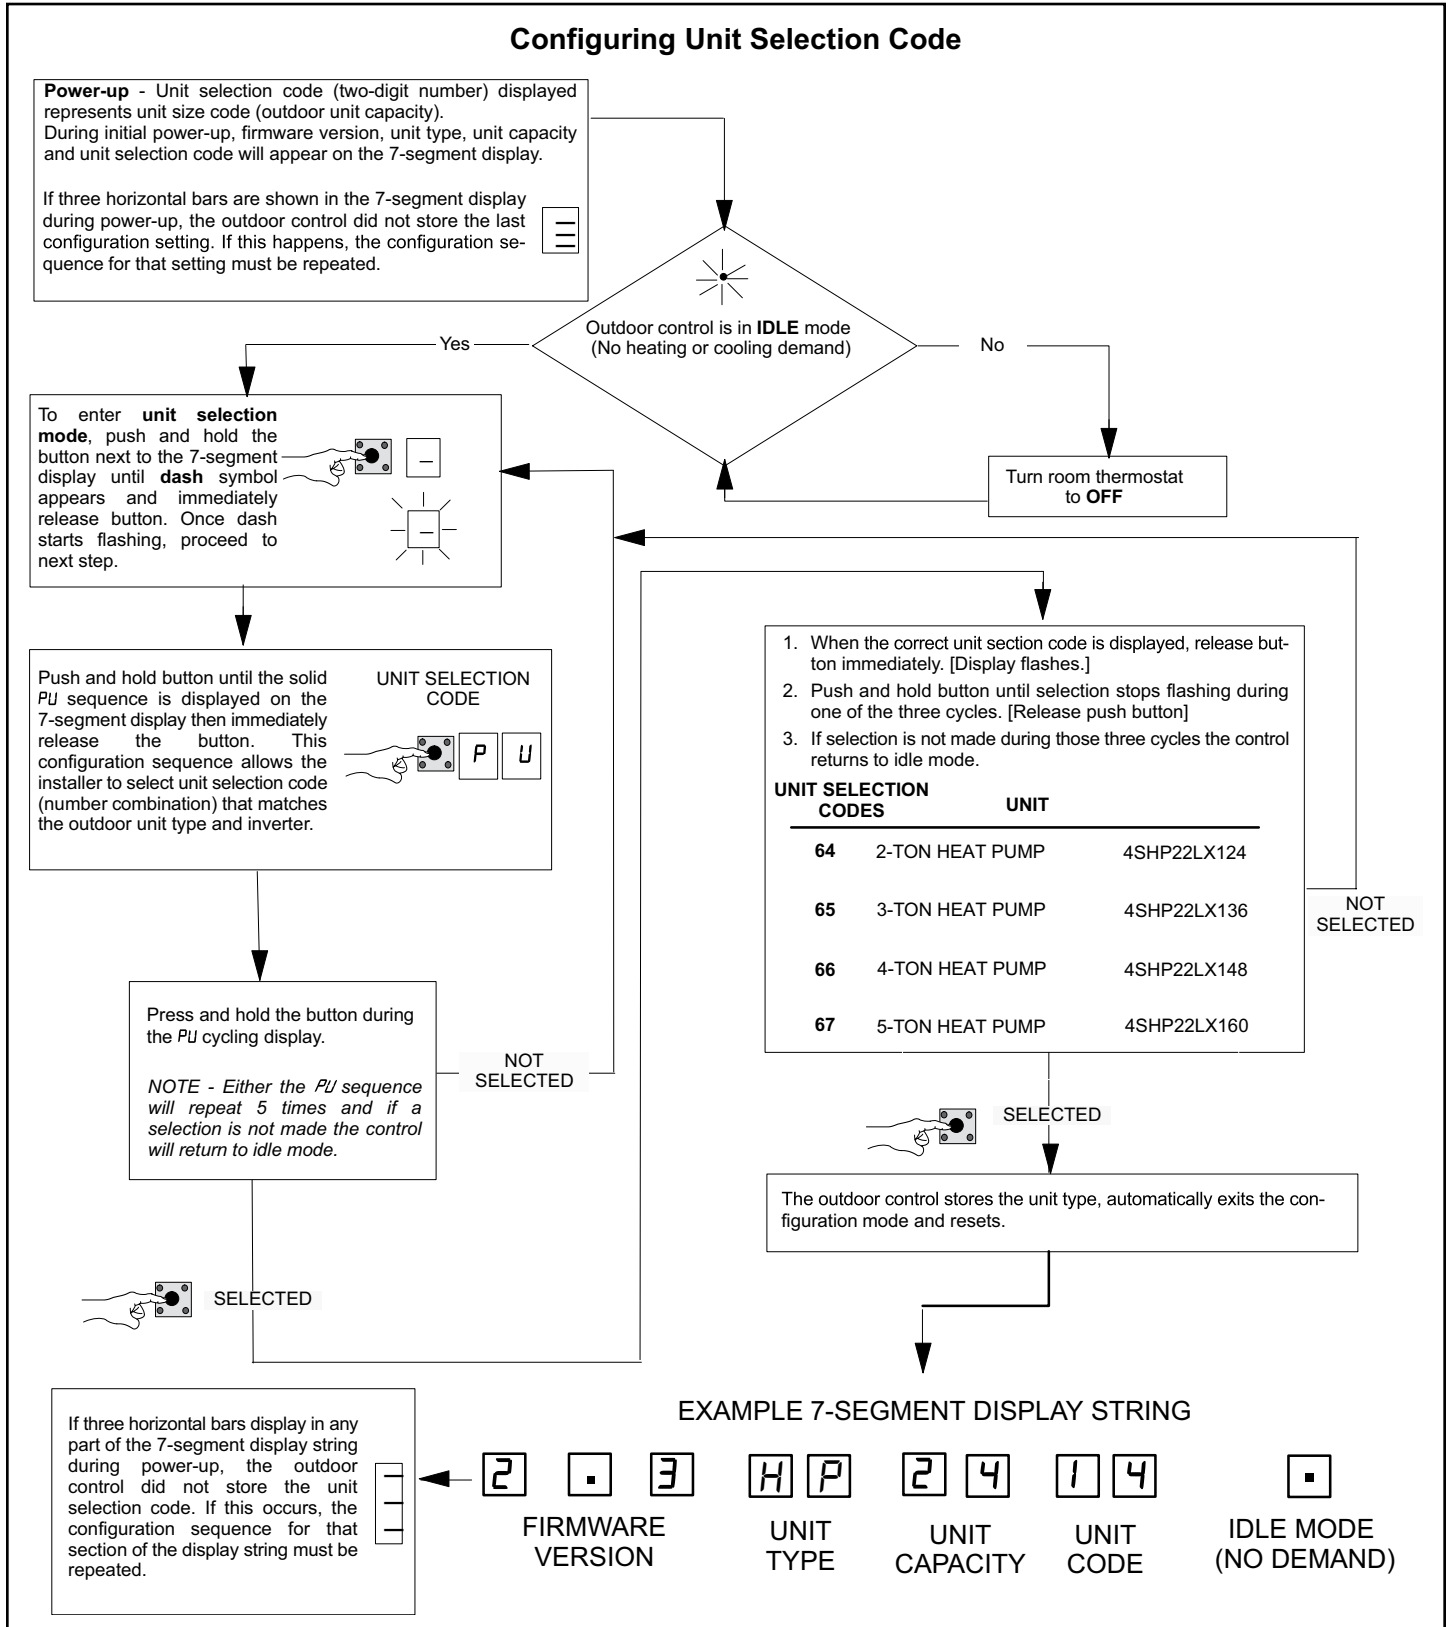 Configuring Unit Selection Code
Power-up - Unit selection code (two-digit number) displayed
represents unit size code (outdoor unit capacity).
During initial power-up, firmware version, unit type, unit capacity
and unit selection code will appear on the 7-segment display.
If three horizontal bars are shown in the 7-segment display
during power-up, the outdoor control did not store the last
configuration setting. If this happens, the configuration se-
quence for that setting must be repeated.
Outdoor control is in IDLE mode
(No heating or cooling demand)
Yes
No
Turn room thermostat
to OFF
To enter unit selection
mode, push and hold the
button next to the 7-segment
display until dash symbol
appears and immediately
release button. Once dash
starts flashing, proceed to
next step.
Push and hold button until the solid
PU sequence is displayed on the
7-segment display then immediately
release the button. This
configuration sequence allows the
installer to select unit selection code
(number combination) that matches
the outdoor unit type and inverter.
UNIT SELECTION
CODE
P U
Press and hold the button during
the PU cycling display.
NOTE - Either the PU sequence
will repeat 5 times and if a
selection is not made the control
will return to idle mode.
NOT
SELECTED
SELECTED
1. When the correct unit section code is displayed, release but-
ton immediately. [Display flashes.]
2. Push and hold button until selection stops flashing during
one of the three cycles. [Release push button]
3. If selection is not made during those three cycles the control
returns to idle mode.
UNIT SELECTION
CODES UNIT
64 2-TON HEAT PUMP 4SHP22LX124
65 3-TON HEAT PUMP 4SHP22LX136
66 4-TON HEAT PUMP 4SHP22LX148
67 5-TON HEAT PUMP 4SHP22LX160
NOT
SELECTED
SELECTED
The outdoor control stores the unit type, automatically exits the con-
figuration mode and resets.
EXAMPLE 7-SEGMENT DISPLAY STRING
2 . 3 H P 2 4 1 4 .
FIRMWARE
VERSION
UNIT
TYPE
UNIT
CAPACITY
UNIT
CODE
IDLE MODE
(NO DEMAND)
If three horizontal bars display in any
part of the 7-segment display string
during power-up, the outdoor
control did not store the unit
selection code. If this occurs, the
configuration sequence for that
section of the display string must be
repeated.